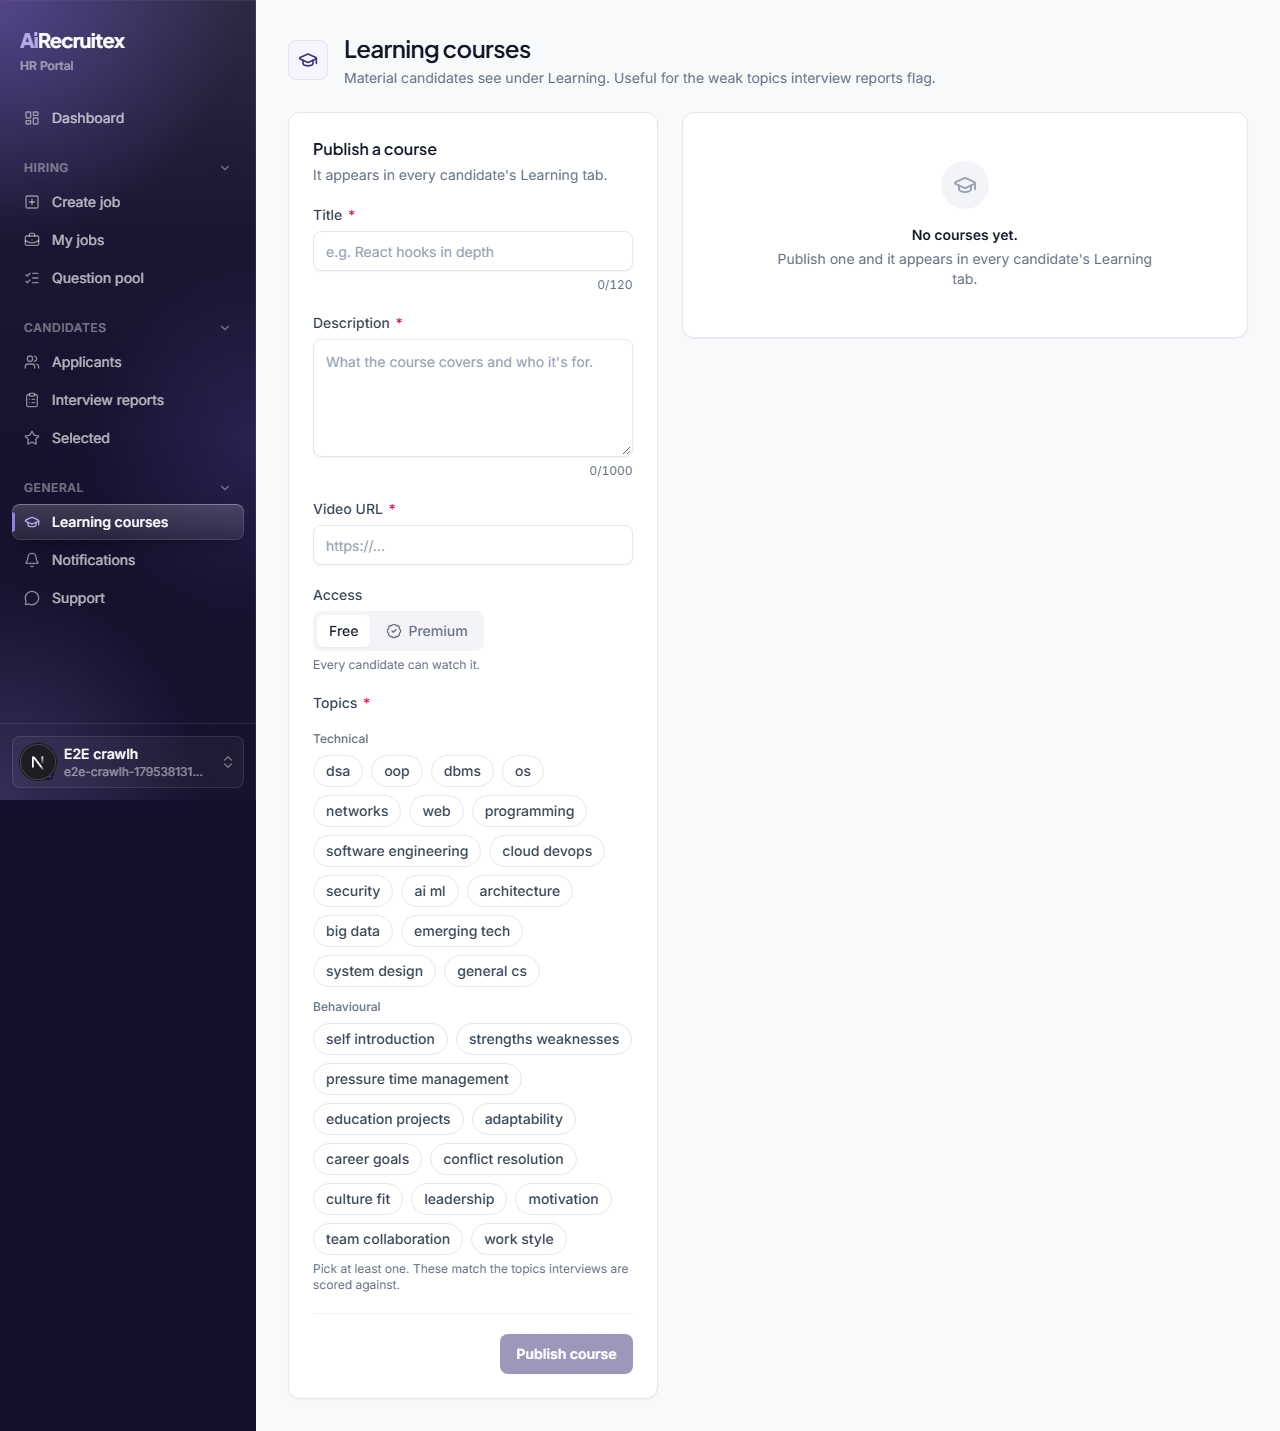 AiRecruitex
HR Portal
Dashboard
HIRING
Create job
My jobs
Question pool
CANDIDATES
Applicants
Interview reports
Selected
GENERAL
Learning courses
Notifications
Support
N
E2E crawlh
e2e-crawlh-179538131...
Learning courses
Material candidates see under Learning. Useful for the weak topics interview reports flag.
Publish a course
It appears in every candidate's Learning tab.
Title *
e.g. React hooks in depth
0/120
Description *
What the course covers and who it's for.
0/1000
Video URL *
https://...
Access
Free Premium
Every candidate can watch it.
Topics *
Technical
dsa oop dbms os
networks web programming
software engineering cloud devops
security ai ml architecture
big data emerging tech
system design general cs
Behavioural
self introduction strengths weaknesses
pressure time management
education projects adaptability
career goals conflict resolution
culture fit leadership motivation
team collaboration work style
Pick at least one. These match the topics interviews are
scored against.
Publish course
No courses yet.
Publish one and it appears in every candidate's Learning
tab.